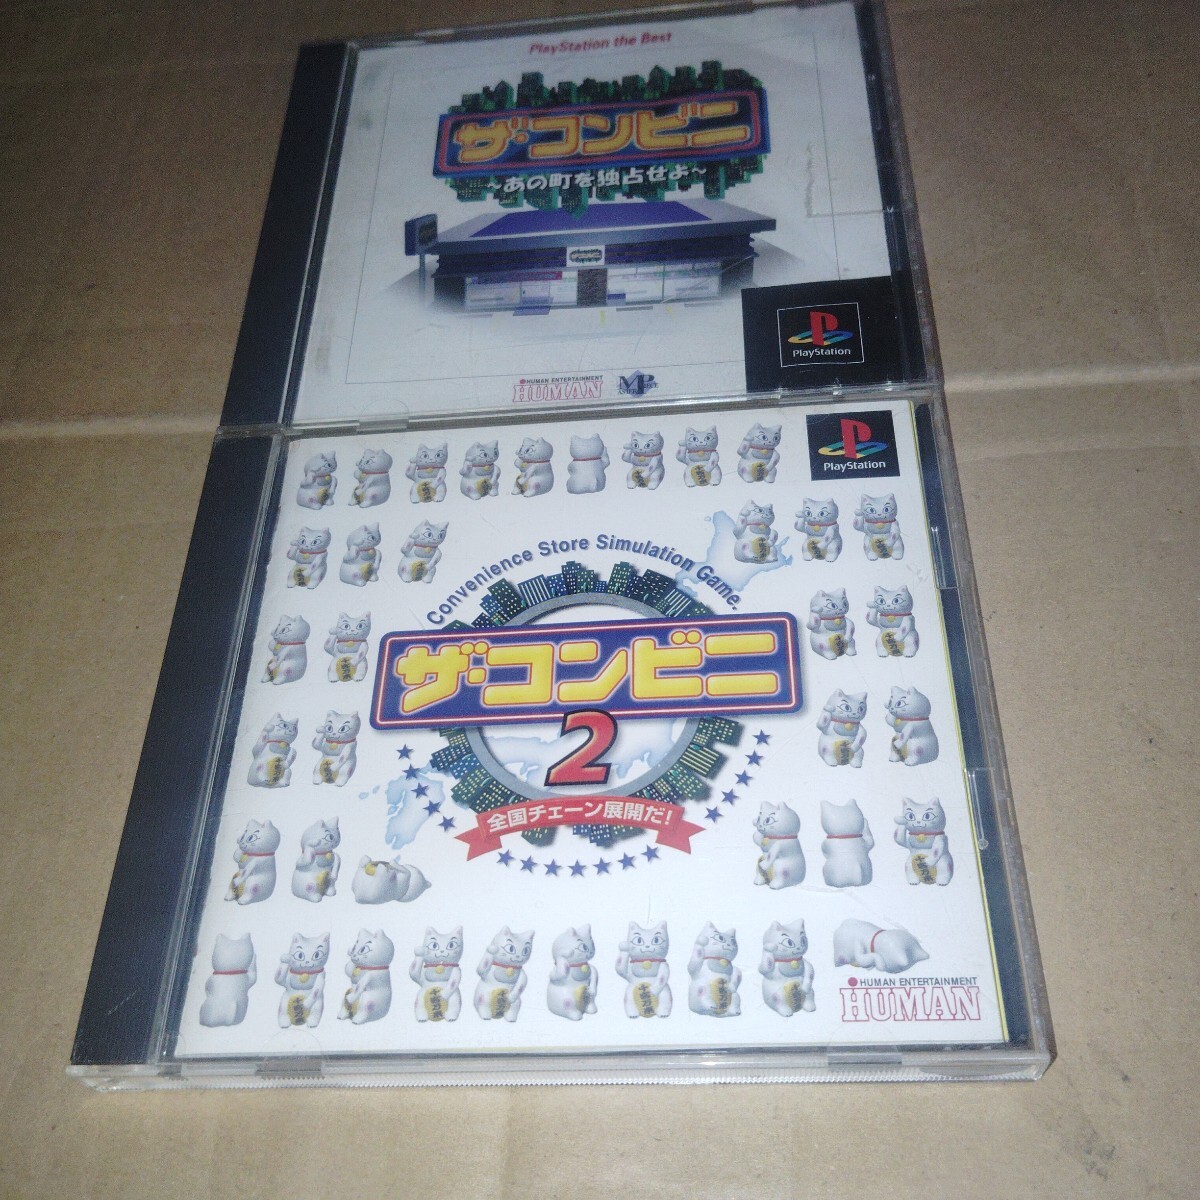 PlayStation the Best
ザ・コンビニ
~あの町を独占せよ~
PlayStation
HUMAN ENTERTAINMENT
HUMAN
MP
PlayStation
Convenience Store Simulation Game.
ザ・コンビニ
2
全国チェーン展開だ!
HUMAN ENTERTAINMENT
HUMAN